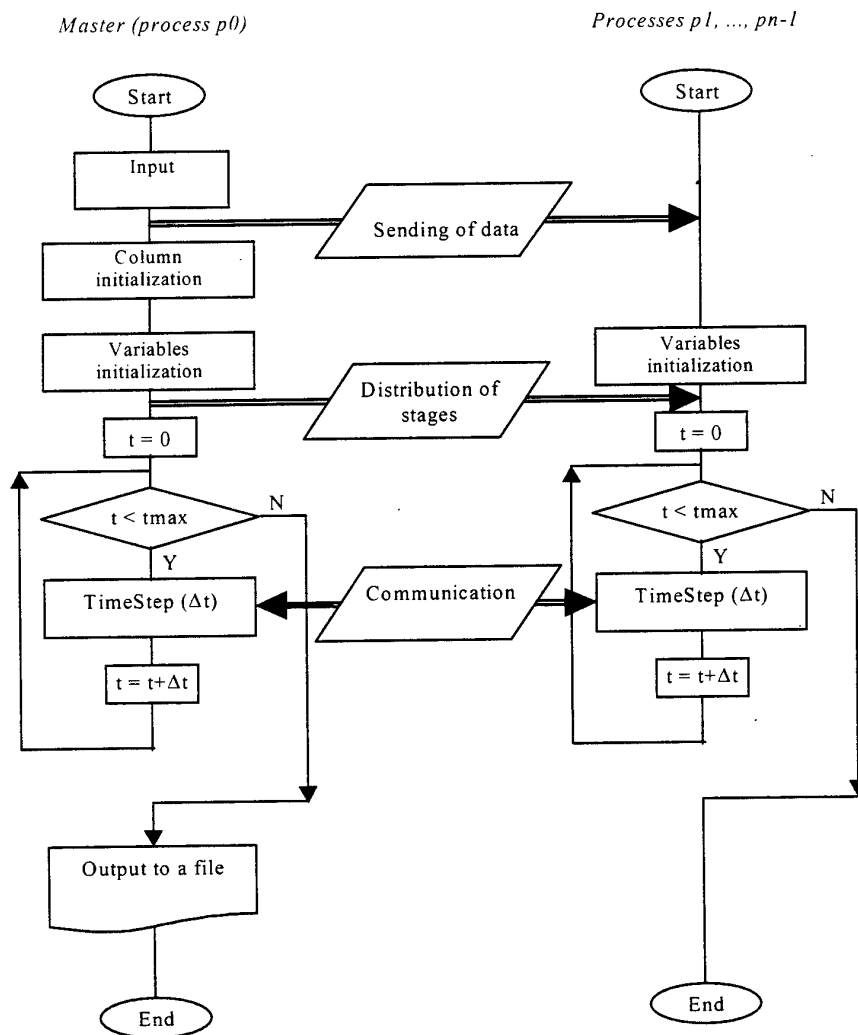 Master (process p0)
Processes p1, ..., pn-1
Start
Start
Input
Sending of data
Column
initialization
Variables
initialization
Variables
initialization
Distribution of
stages
t = 0
t = 0
t < tmax
N
t < tmax
N
Y
Y
TimeStep (Δt)
Communication
TimeStep (Δt)
t = t+Δt
t = t+Δt
Output to a file
End
End